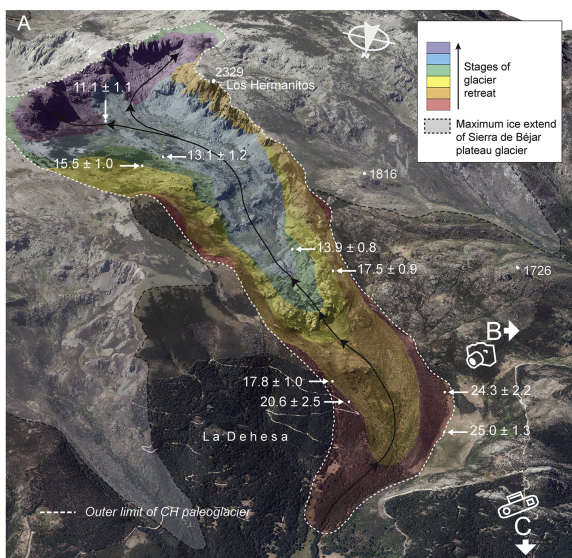 A
N
2329
Los Hermanitos
Stages of
glacier
retreat
Maximum ice extend
of Sierra de Béjar
plateau glacier
11.1 ± 1.1
13.1 ± 1.2
15.5 ± 1.0
1816
13.9 ± 0.8
17.5 ± 0.9
1726
B
17.8 ± 1.0
20.6 ± 2.5
24.3 ± 2.2
25.0 ± 1.3
La Dehesa
Outer limit of CH paleoglacier
C